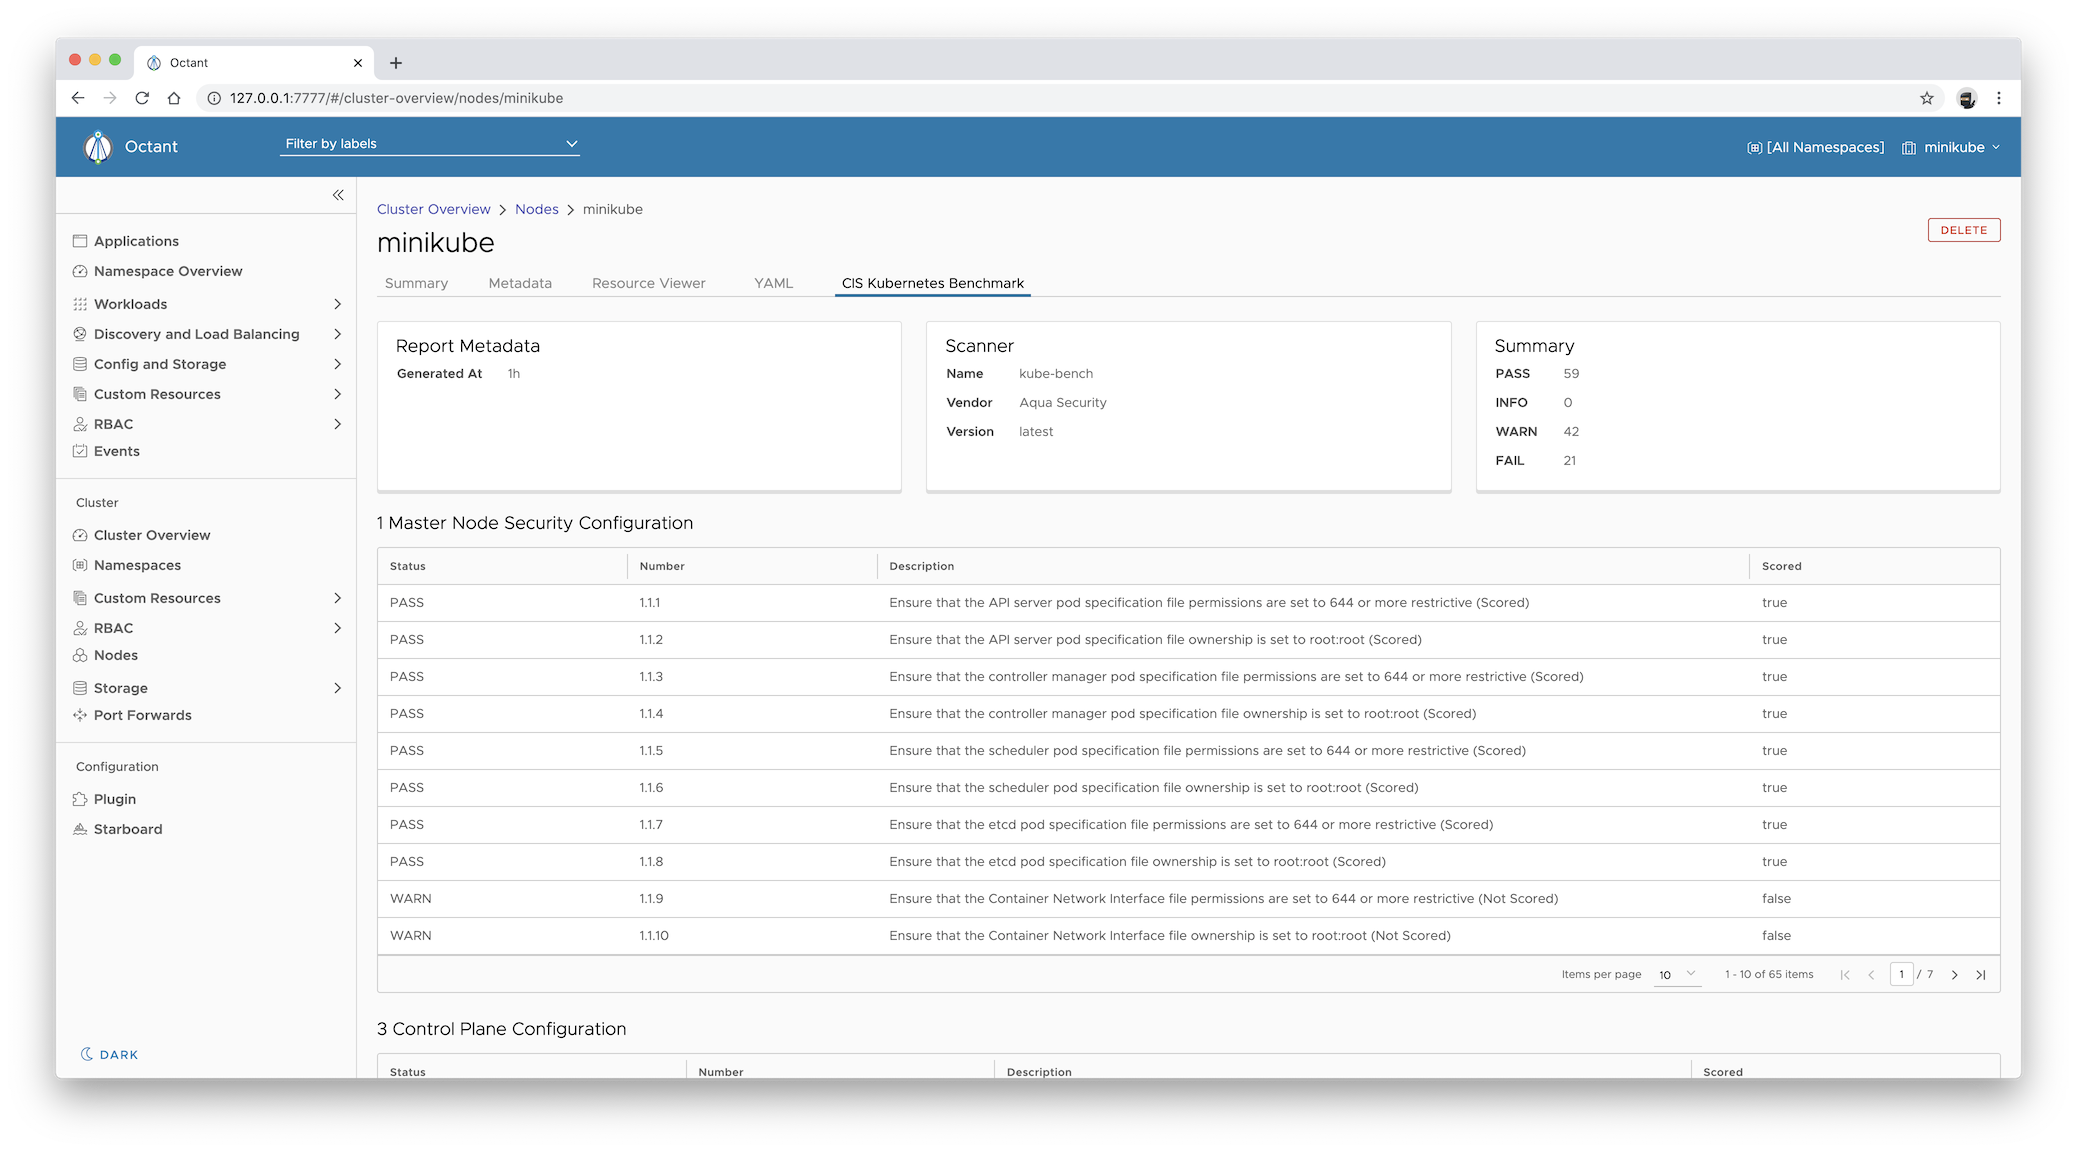 Octant
127.0.0.1:7777/#/cluster-overview/nodes/minikube
Octant
Filter by labels
[All Namespaces]
minikube
Applications
Namespace Overview
Workloads
Discovery and Load Balancing
Config and Storage
Custom Resources
RBAC
Events
Cluster
Cluster Overview
Namespaces
Custom Resources
RBAC
Nodes
Storage
Port Forwards
Configuration
Plugin
Starboard
DARK
Cluster Overview > Nodes > minikube
minikube
DELETE
Summary Metadata Resource Viewer YAML CIS Kubernetes Benchmark
Report Metadata
Generated At 1h
Scanner
Name kube-bench
Vendor Aqua Security
Version latest
Summary
PASS 59
INFO 0
WARN 42
FAIL 21
1 Master Node Security Configuration
Status Number Description Scored
PASS 1.1.1 Ensure that the API server pod specification file permissions are set to 644 or more restrictive (Scored) true
PASS 1.1.2 Ensure that the API server pod specification file ownership is set to root:root (Scored) true
PASS 1.1.3 Ensure that the controller manager pod specification file permissions are set to 644 or more restrictive (Scored) true
PASS 1.1.4 Ensure that the controller manager pod specification file ownership is set to root:root (Scored) true
PASS 1.1.5 Ensure that the scheduler pod specification file permissions are set to 644 or more restrictive (Scored) true
PASS 1.1.6 Ensure that the scheduler pod specification file ownership is set to root:root (Scored) true
PASS 1.1.7 Ensure that the etcd pod specification file permissions are set to 644 or more restrictive (Scored) true
PASS 1.1.8 Ensure that the etcd pod specification file ownership is set to root:root (Scored) true
WARN 1.1.9 Ensure that the Container Network Interface file permissions are set to 644 or more restrictive (Not Scored) false
WARN 1.1.10 Ensure that the Container Network Interface file ownership is set to root:root (Not Scored) false
Items per page 10 1 - 10 of 65 items 1 / 7
3 Control Plane Configuration
Status Number Description Scored